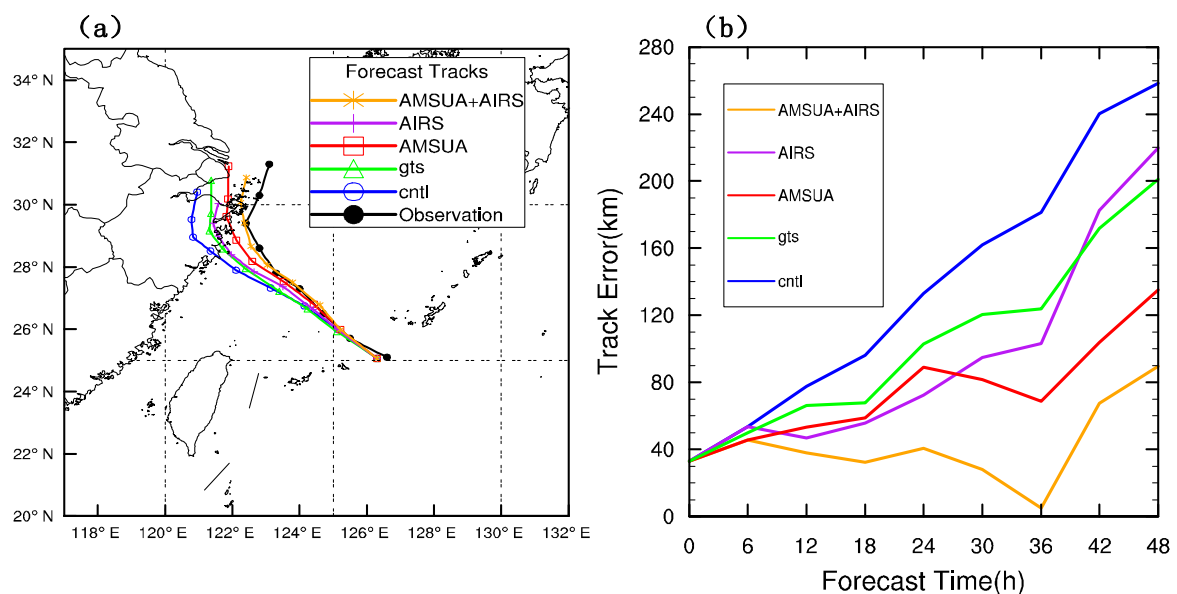 (a)
34° N
32° N
30° N
28° N
26° N
24° N
22° N
20° N
118° E
120° E
122° E
124° E
126° E
128° E
130° E
132° E
Forecast Tracks
AMSUA+AIRS
AIRS
AMSUA
gts
cntl
Observation
(b)
Track Error(km)
280
240
200
160
120
80
40
0
AMSUA+AIRS
AIRS
AMSUA
gts
cntl
0
6
12
18
24
30
36
42
48
Forecast Time(h)